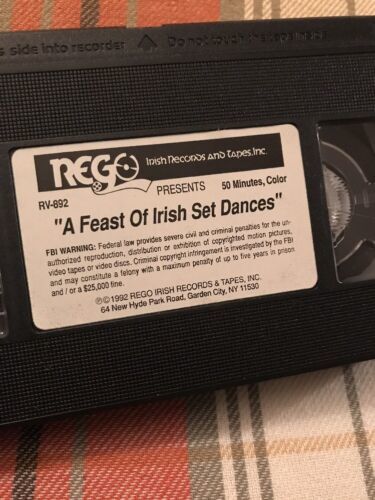 side into recorder ▲ Do not touch the tape inside
REGO Irish Records and Tapes, Inc.
RV-892 PRESENTS 50 Minutes, Color
"A Feast Of Irish Set Dances"
FBI WARNING: Federal law provides severe civil and criminal penalties for the un-
authorized reproduction, distribution or exhibition of copyrighted motion pictures,
video tapes or video discs. Criminal copyright infringement is investigated by the FBI
and may constitute a felony with a maximum penalty of up to five years in prison
and / or a $25,000 fine.
Ⓟ©1992 REGO IRISH RECORDS & TAPES, INC.
64 New Hyde Park Road, Garden City, NY 11530